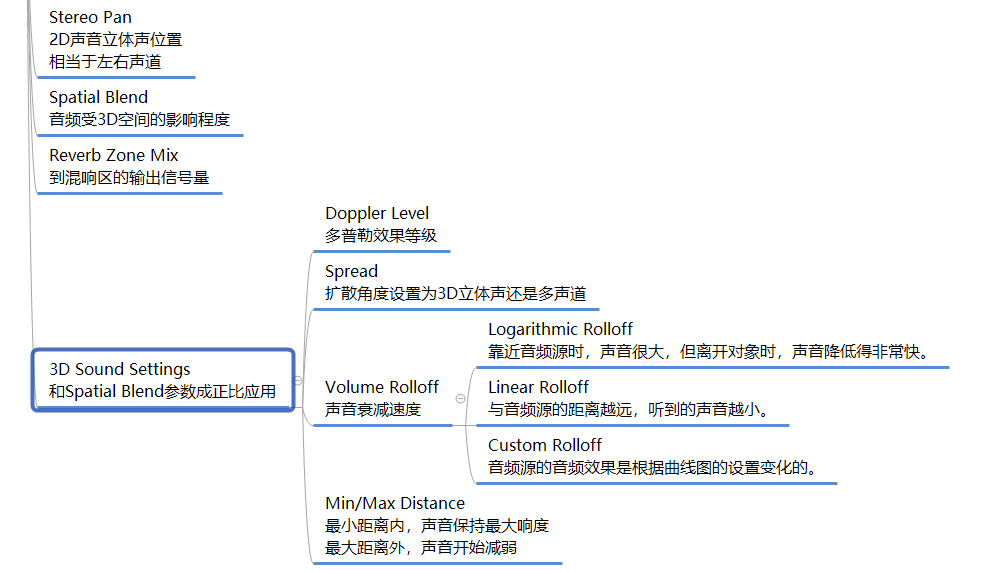 Stereo Pan
2D声音立体声位置
相当于左右声道
Spatial Blend
音频受3D空间的影响程度
Reverb Zone Mix
到混响区的输出信号量
3D Sound Settings
和Spatial Blend参数成正比应用
Doppler Level
多普勒效果等级
Spread
扩散角度设置为3D立体声还是多声道
Volume Rolloff
声音衰减速度
Logarithmic Rolloff
靠近音频源时，声音很大，但离开对象时，声音降低得非常快。
Linear Rolloff
与音频源的距离越远，听到的声音越小。
Custom Rolloff
音频源的音频效果是根据曲线图的设置变化的。
Min/Max Distance
最小距离内，声音保持最大响度
最大距离外，声音开始减弱